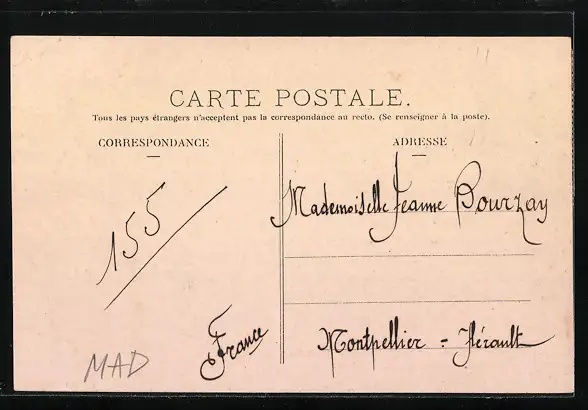 CARTE POSTALE.
Tous les pays étrangers n'acceptent pas la correspondance au recto. (Se renseigner à la poste).
CORRESPONDANCE
155
France
MAD
ADRESSE
Mademoiselle Jeanne Bourzay
Montpellier = Hérault